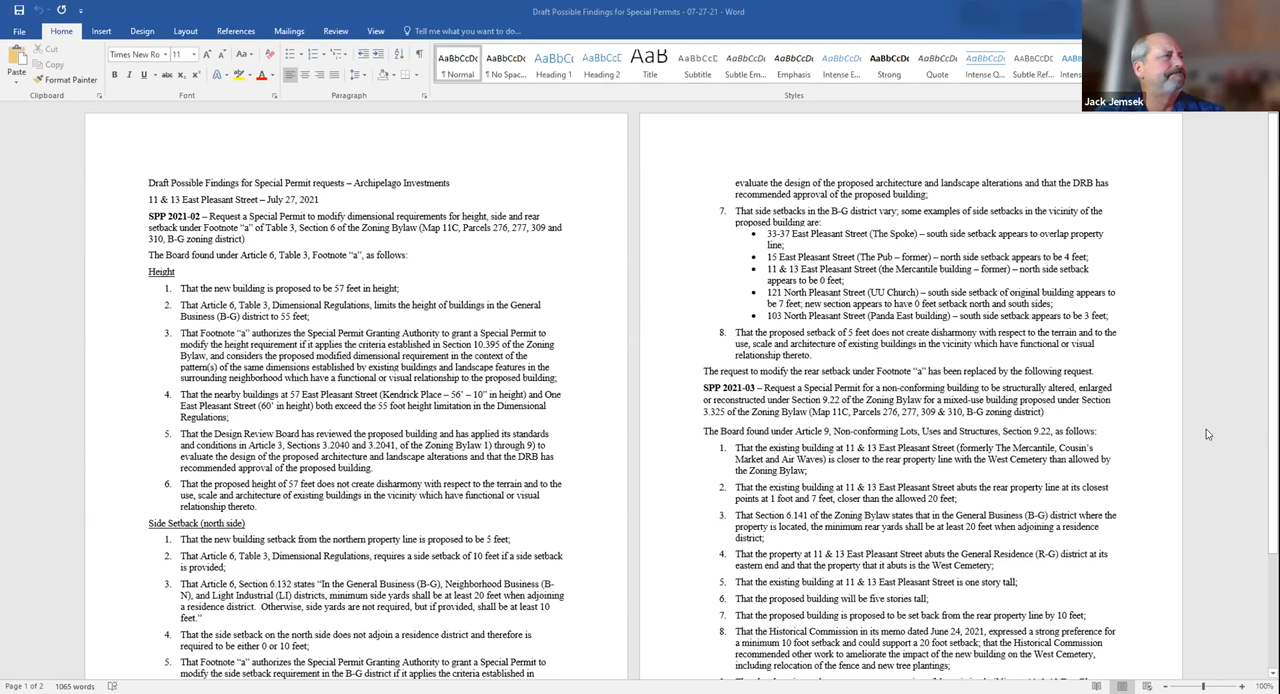 Draft Possible Findings for Special Permits - 07-27-21 - Word
File
Home
Insert
Design
Layout
References
Mailings
Review
View
Tell me what you want to do...
Paste
Cut
Copy
Format Painter
Clipboard
Times New Ro
11
Font
Paragraph
AaBbCcDc
¶ Normal
AaBbCcDc
¶ No Spac...
AaBbCc
Heading 1
AaBbCcD
Heading 2
AaB
Title
AaBbCcD
Subtitle
AaBbCcDc
Subtle Em...
AaBbCcDc
Emphasis
AaBbCcDc
Intense E...
AaBbCcDc
Strong
AaBbCcDc
Quote
AaBbCcDc
Intense Q...
AaBbCcDc
Subtle Ref...
Styles
Jack Jemsek
Draft Possible Findings for Special Permit requests – Archipelago Investments
11 & 13 East Pleasant Street – July 27, 2021
SPP 2021-02 – Request a Special Permit to modify dimensional requirements for height, side and rear
setback under Footnote “a” of Table 3, Section 6 of the Zoning Bylaw (Map 11C, Parcels 276, 277, 309 and
310, B-G zoning district)
The Board found under Article 6, Table 3, Footnote “a”, as follows:
Height
1. That the new building is proposed to be 57 feet in height;
2. That Article 6, Table 3, Dimensional Regulations, limits the height of buildings in the General
Business (B-G) district to 55 feet;
3. That Footnote “a” authorizes the Special Permit Granting Authority to grant a Special Permit to
modify the height requirement if it applies the criteria established in Section 10.395 of the Zoning
Bylaw, and considers the proposed modified dimensional requirement in the context of the
pattern(s) of the same dimensions established by existing buildings and landscape features in the
surrounding neighborhood which have a functional or visual relationship to the proposed building;
4. That the nearby buildings at 57 East Pleasant Street (Kendrick Place – 56’ – 10” in height) and One
East Pleasant Street (60’ in height) both exceed the 55 foot height limitation in the Dimensional
Regulations;
5. That the Design Review Board has reviewed the proposed building and has applied its standards
and conditions in Article 3, Sections 3.2040 and 3.2041, of the Zoning Bylaw 1) through 9) to
evaluate the design of the proposed architecture and landscape alterations and that the DRB has
recommended approval of the proposed building.
6. That the proposed height of 57 feet does not create disharmony with respect to the terrain and to the
use, scale and architecture of existing buildings in the vicinity which have functional or visual
relationship thereto.
Side Setback (north side)
1. That the new building setback from the northern property line is proposed to be 5 feet;
2. That Article 6, Table 3, Dimensional Regulations, requires a side setback of 10 feet if a side setback
is provided;
3. That Article 6, Section 6.132 states “In the General Business (B-G), Neighborhood Business (B-
N), and Light Industrial (LI) districts, minimum side yards shall be at least 20 feet when adjoining
a residence district. Otherwise, side yards are not required, but if provided, shall be at least 10
feet.”
4. That the side setback on the north side does not adjoin a residence district and therefore is
required to be either 0 or 10 feet;
5. That Footnote “a” authorizes the Special Permit Granting Authority to grant a Special Permit to
modify the side setback requirement in the B-G district if it applies the criteria established in
evaluate the design of the proposed architecture and landscape alterations and that the DRB has
recommended approval of the proposed building;
7. That side setbacks in the B-G district vary; some examples of side setbacks in the vicinity of the
proposed building are:
• 33-37 East Pleasant Street (The Spoke) – south side setback appears to overlap property
line;
• 15 East Pleasant Street (The Pub – former) – north side setback appears to be 4 feet;
• 11 & 13 East Pleasant Street (the Mercantile building – former) – north side setback
appears to be 0 feet;
• 121 North Pleasant Street (UU Church) – south side setback of original building appears to
be 7 feet; new section appears to have 0 feet setback north and south sides;
• 103 North Pleasant Street (Panda East building) – south side setback appears to be 3 feet;
8. That the proposed setback of 5 feet does not create disharmony with respect to the terrain and to the
use, scale and architecture of existing buildings in the vicinity which have functional or visual
relationship thereto.
The request to modify the rear setback under Footnote “a” has been replaced by the following request.
SPP 2021-03 – Request a Special Permit for a non-conforming building to be structurally altered, enlarged
or reconstructed under Section 9.22 of the Zoning Bylaw for a mixed-use building proposed under Section
3.325 of the Zoning Bylaw (Map 11C, Parcels 276, 277, 309 & 310, B-G zoning district)
The Board found under Article 9, Non-conforming Lots, Uses and Structures, Section 9.22, as follows:
1. That the existing building at 11 & 13 East Pleasant Street (formerly The Mercantile, Cousin’s
Market and Air Waves) is closer to the rear property line with the West Cemetery than allowed by
the Zoning Bylaw;
2. That the existing building at 11 & 13 East Pleasant Street abuts the rear property line at its closest
points at 1 foot and 7 feet, closer than the allowed 20 feet;
3. That Section 6.141 of the Zoning Bylaw states that in the General Business (B-G) district where the
property is located, the minimum rear yards shall be at least 20 feet when adjoining a residence
district;
4. That the property at 11 & 13 East Pleasant Street abuts the General Residence (R-G) district at its
eastern end and that the property that it abuts is the West Cemetery;
5. That the existing building at 11 & 13 East Pleasant Street is one story tall;
6. That the proposed building will be five stories tall;
7. That the proposed building is proposed to be set back from the rear property line by 10 feet;
8. That the Historical Commission in its memo dated June 24, 2021, expressed a strong preference for
a minimum 10 foot setback and could support a 20 foot setback; that the Historical Commission
recommended other work to ameliorate the impact of the new building on the West Cemetery,
including relocation of the fence and new tree plantings;
Page 1 of 2
1065 words
100%